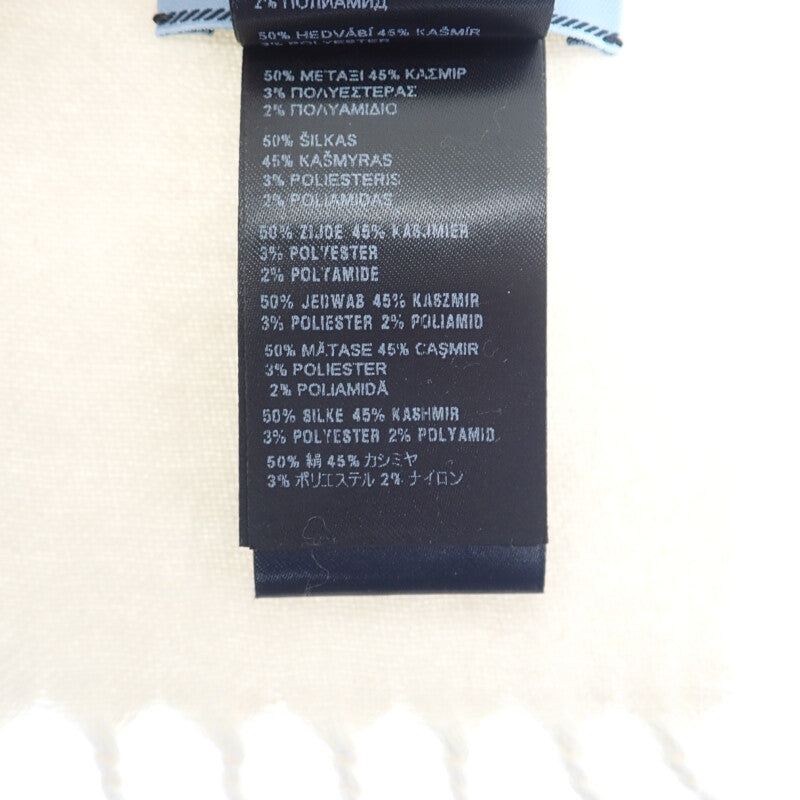 2% ПОЛИАМИД
50% HEDVÁBÍ 45% KAŠMÍR
3% POLYESTER
50% ΜΕΤΑΞΙ 45% ΚΑΣΜΙΡ
3% ΠΟΛΥΕΣΤΕΡΑΣ
2% ΠΟΛΥΑΜΙΔΙΟ
50% ŠILKAS
45% KAŠMYRAS
3% POLIESTERIS
2% POLIAMIDAS
50% ZIJDE 45% KASJMIER
3% POLYESTER
2% POLYAMIDE
50% JEDWAB 45% KASZMIR
3% POLIESTER 2% POLIAMID
50% MĂTASE 45% CAŞMIR
3% POLIESTER
2% POLIAMIDĂ
50% SILKE 45% KASHMIR
3% POLYESTER 2% POLYAMID
50% 絹 45% カシミヤ
3% ポリエステル 2% ナイロン